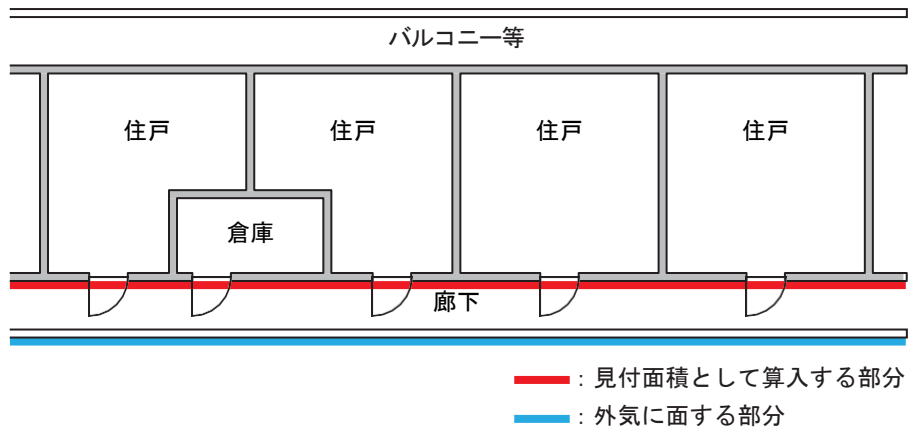 バルコニー等
住戸
住戸
住戸
住戸
倉庫
廊下
：見付面積として算入する部分
：外気に面する部分